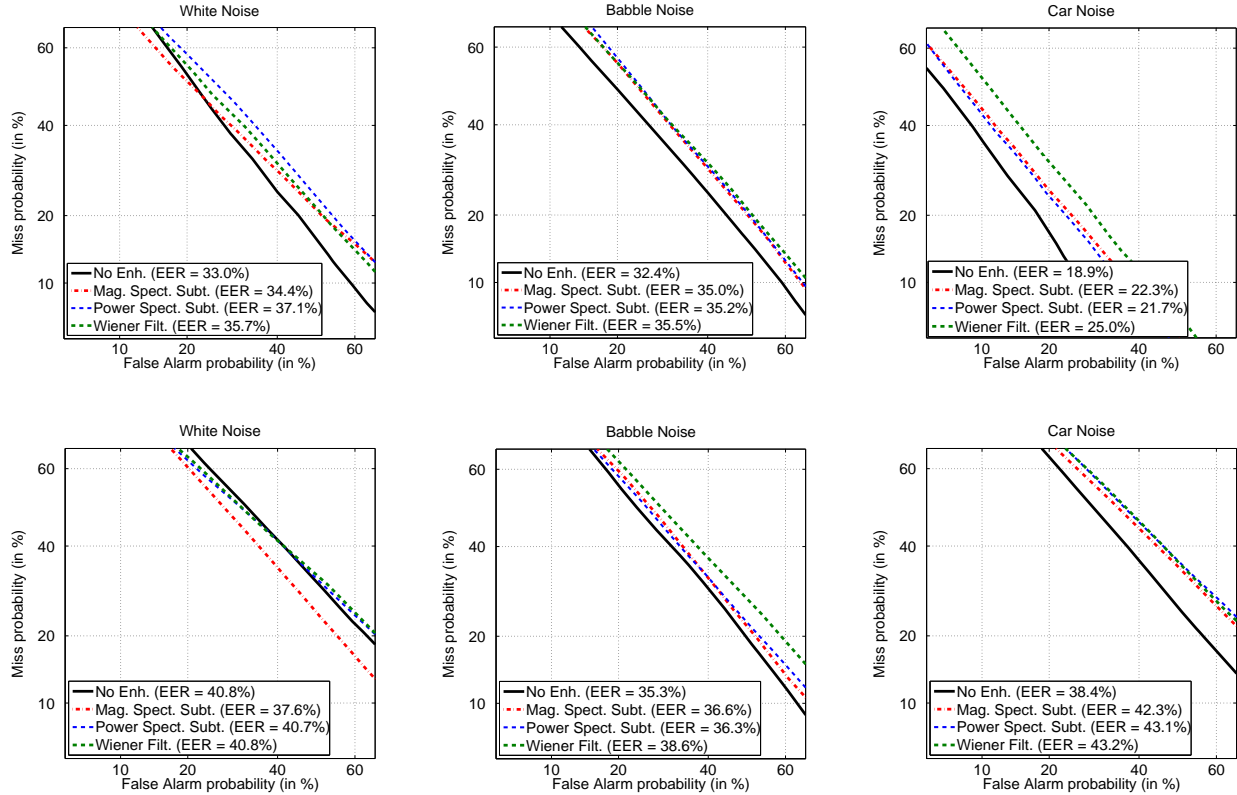 White Noise
Miss probability (in %)
60
40
20
10
No Enh. (EER = 33.0%)
Mag. Spect. Subt. (EER = 34.4%)
Power Spect. Subt. (EER = 37.1%)
Wiener Filt. (EER = 35.7%)
10 20 40 60
False Alarm probability (in %)
Babble Noise
Miss probability (in %)
60
40
20
10
No Enh. (EER = 32.4%)
Mag. Spect. Subt. (EER = 35.0%)
Power Spect. Subt. (EER = 35.2%)
Wiener Filt. (EER = 35.5%)
10 20 40 60
False Alarm probability (in %)
Car Noise
Miss probability (in %)
60
40
20
10
No Enh. (EER = 18.9%)
Mag. Spect. Subt. (EER = 22.3%)
Power Spect. Subt. (EER = 21.7%)
Wiener Filt. (EER = 25.0%)
10 20 40 60
False Alarm probability (in %)
White Noise
Miss probability (in %)
60
40
20
10
No Enh. (EER = 40.8%)
Mag. Spect. Subt. (EER = 37.6%)
Power Spect. Subt. (EER = 40.7%)
Wiener Filt. (EER = 40.8%)
10 20 40 60
False Alarm probability (in %)
Babble Noise
Miss probability (in %)
60
40
20
10
No Enh. (EER = 35.3%)
Mag. Spect. Subt. (EER = 36.6%)
Power Spect. Subt. (EER = 36.3%)
Wiener Filt. (EER = 38.6%)
10 20 40 60
False Alarm probability (in %)
Car Noise
Miss probability (in %)
60
40
20
10
No Enh. (EER = 38.4%)
Mag. Spect. Subt. (EER = 42.3%)
Power Spect. Subt. (EER = 43.1%)
Wiener Filt. (EER = 43.2%)
10 20 40 60
False Alarm probability (in %)